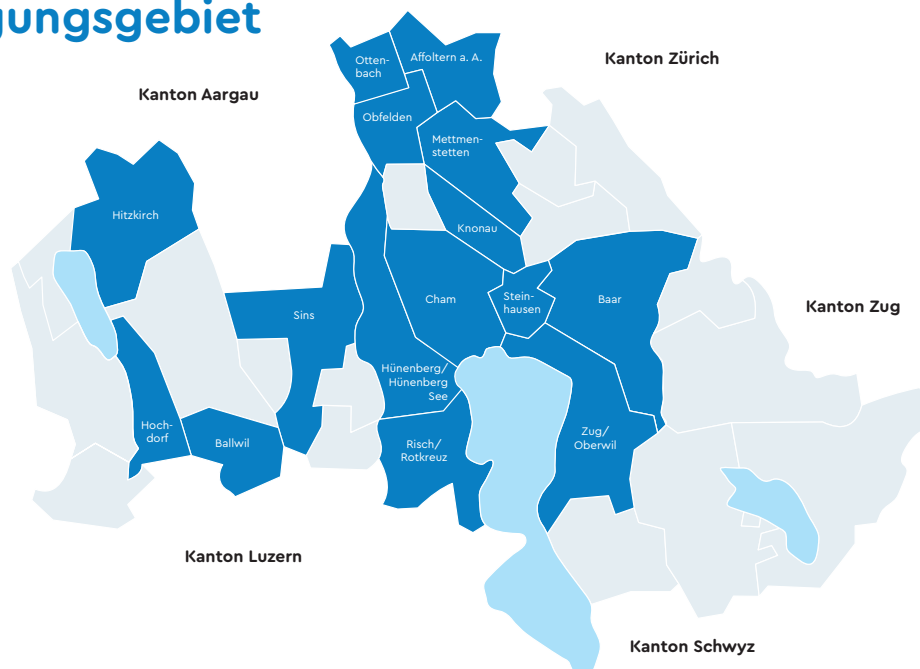 gungsgebiet
Kanton Aargau
Kanton Zürich
Otten-
bach
Affoltern a. A.
Obfelden
Mettmen-
stetten
Hitzkirch
Knonau
Cham
Stein-
hausen
Baar
Kanton Zug
Sins
Hünenberg/
Hünenberg
See
Hoch-
dorf
Ballwil
Risch/
Rotkreuz
Zug/
Oberwil
Kanton Luzern
Kanton Schwyz